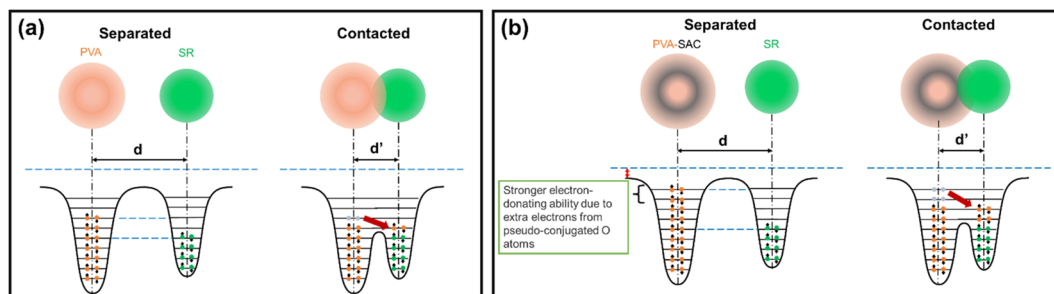 (a)
Separated
Contacted
PVA
SR
d
d'
(b)
Separated
Contacted
PVA-SAC
SR
d
d'
Stronger electron-
donating ability due to
extra electrons from
pseudo-conjugated O
atoms